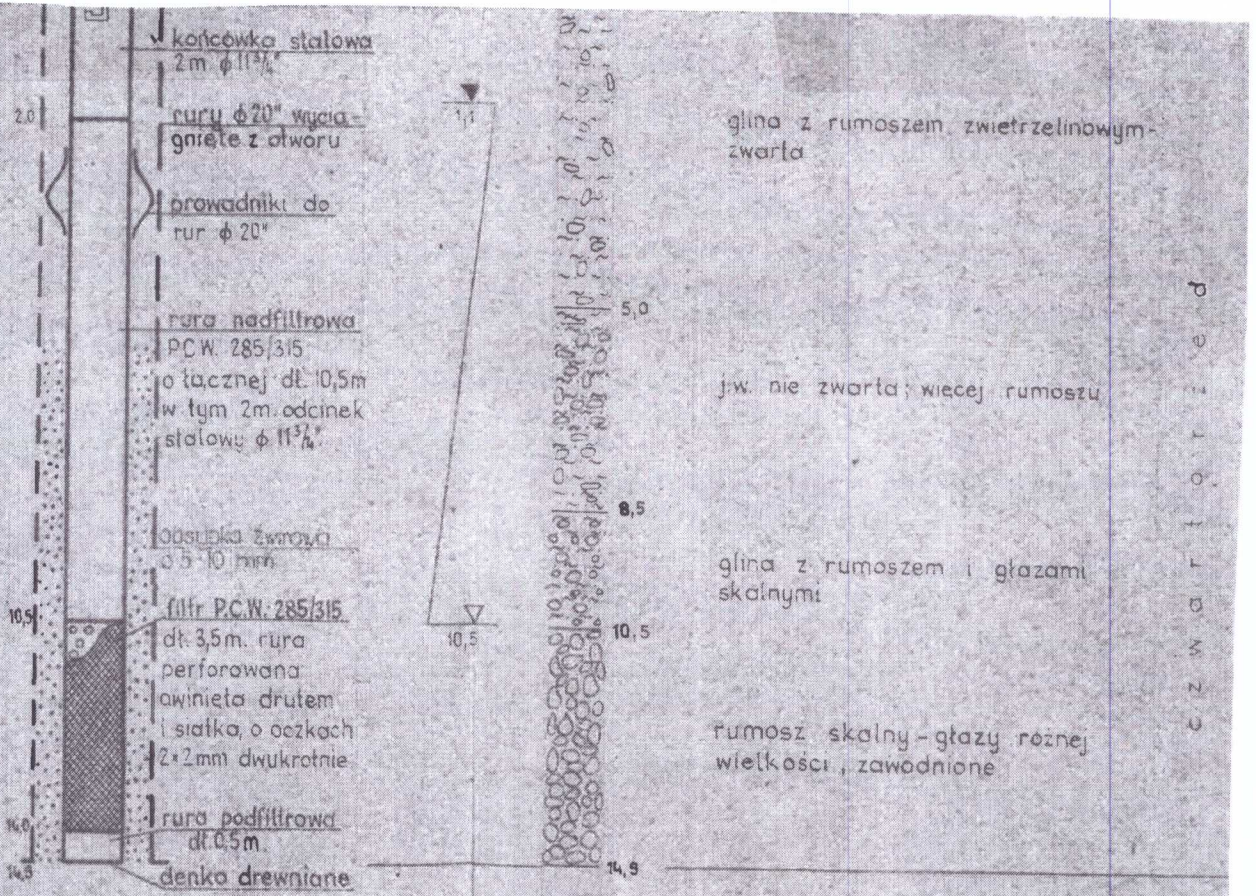 końcówka stalowa
2m ϕ 11¾"
2.0
rury ϕ 20" wycią-
gnięte z otworu
prowadniki do
rur ϕ 20"
rura nadfiltrowa
P.C.W. 285/315
o łącznej dł. 10,5m
w tym 2m. odcinek
stalowy ϕ 11¾"
obsypka żwirowa
o 5-10 mm
10,5
filtr P.C.W. 285/315
dł. 3,5m. rura
perforowana
owinięta drutem
i siatką, o oczkach
2×2mm dwukrotnie
14,0
rura podfiltrowa
dł. 0,5m
14,5
denko drewniane
1,1
10,5
5,0
8,5
10,5
14,9
glina z rumoszem zwietrzelinowym-
zwarta
j.w. nie zwarta; więcej rumoszu
glina z rumoszem i głazami
skalnymi
rumosz skalny-głazy różnej
wielkości, zawodnione
czwartorzęd